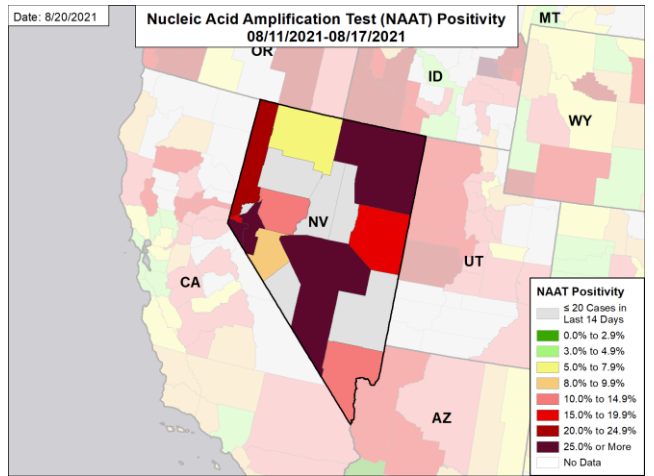 Date: 8/20/2021
Nucleic Acid Amplification Test (NAAT) Positivity
08/11/2021-08/17/2021
MT
OR
ID
WY
NV
UT
CA
AZ
NAAT Positivity
≤ 20 Cases in
Last 14 Days
0.0% to 2.9%
3.0% to 4.9%
5.0% to 7.9%
8.0% to 9.9%
10.0% to 14.9%
15.0% to 19.9%
20.0% to 24.9%
25.0% or More
No Data